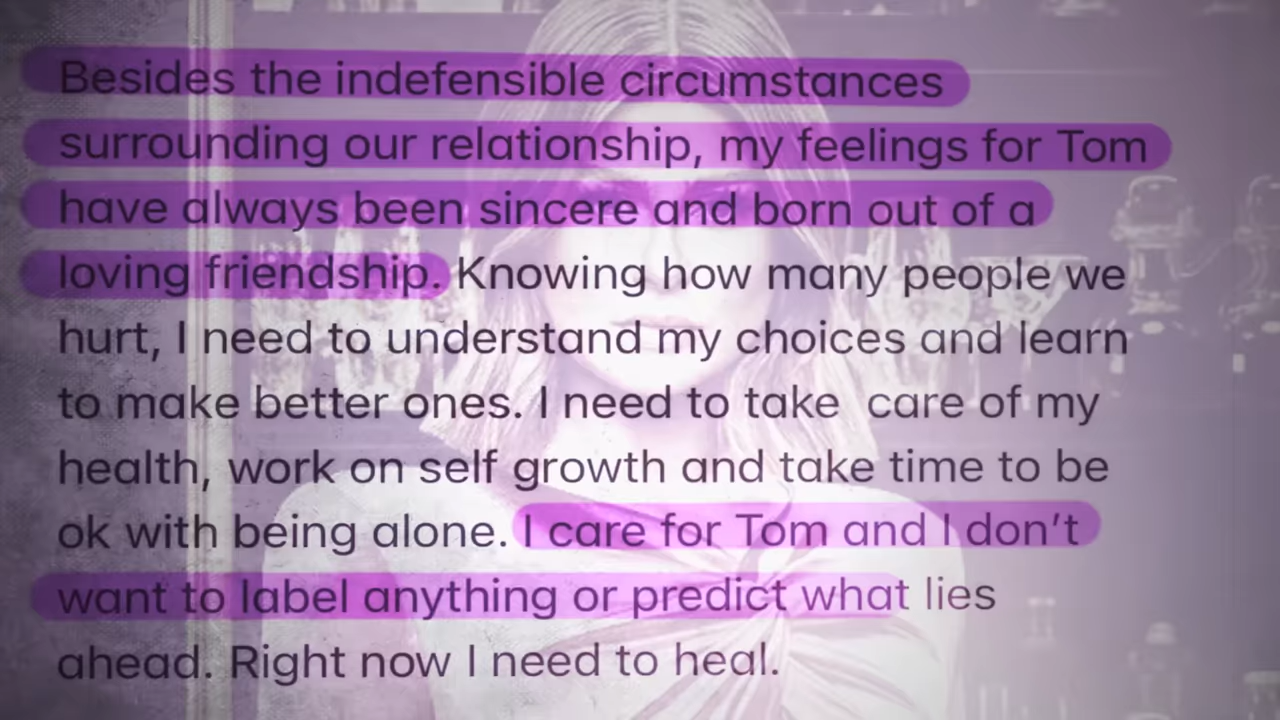 Besides the indefensible circumstances
surrounding our relationship, my feelings for Tom
have always been sincere and born out of a
loving friendship. Knowing how many people we
hurt, I need to understand my choices and learn
to make better ones. I need to take  care of my
health, work on self growth and take time to be
ok with being alone. I care for Tom and I don’t
want to label anything or predict what lies
ahead. Right now I need to heal.